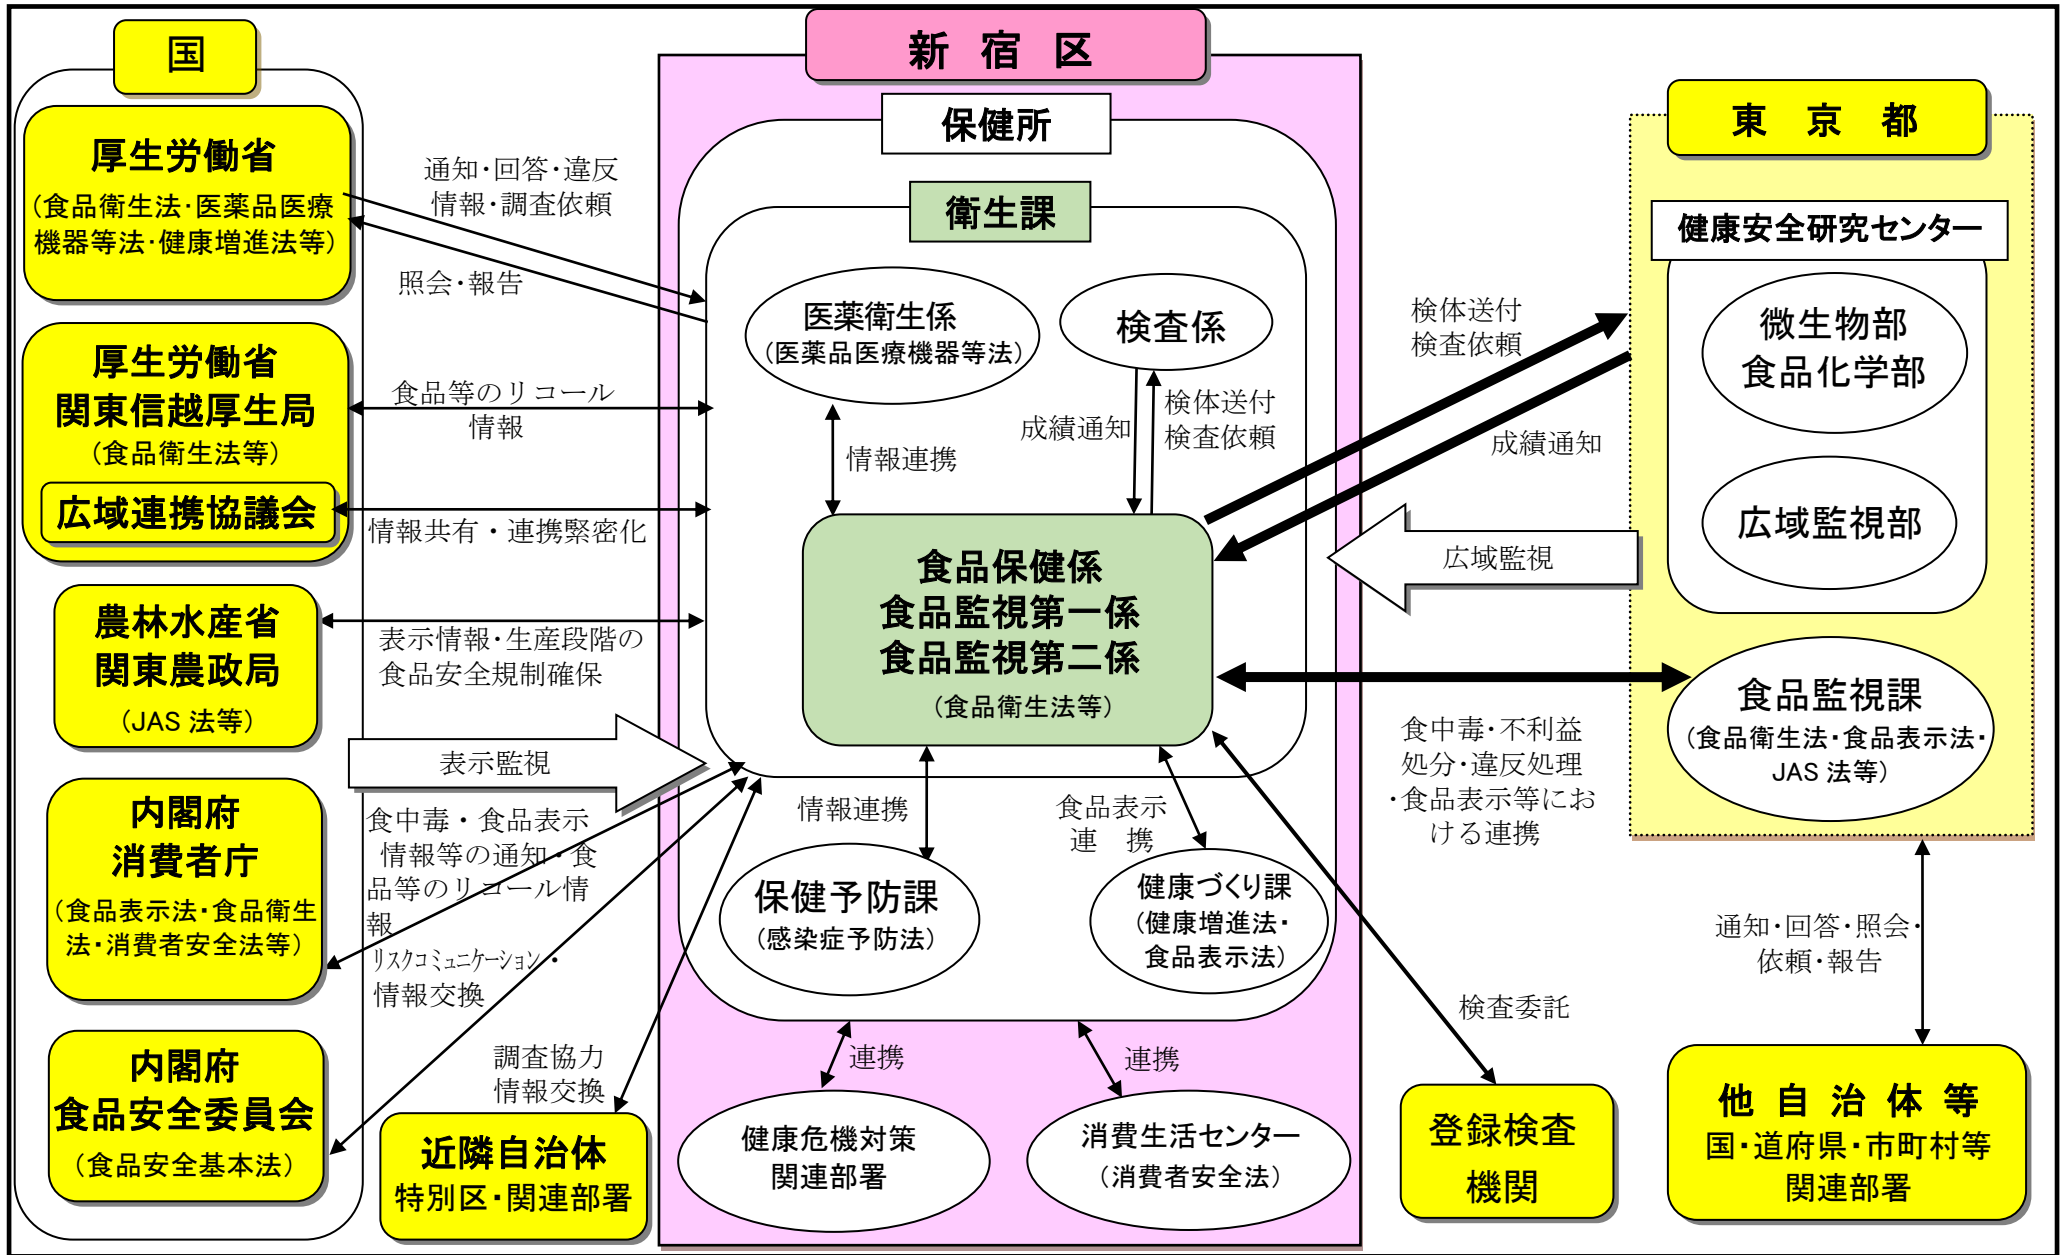 国
厚生労働省
(食品衛生法・医薬品医療
機器等法・健康増進法等)
厚生労働省
関東信越厚生局
(食品衛生法等)
広域連携協議会
農林水産省
関東農政局
(JAS 法等)
内閣府
消費者庁
(食品表示法・食品衛生
法・消費者安全法等)
内閣府
食品安全委員会
(食品安全基本法)
通知・回答・違反
情報・調査依頼
照会・報告
食品等のリコール
情報
情報共有・連携緊密化
表示情報・生産段階の
食品安全規制確保
表示監視
食中毒・食品表示
情報等の通知・食
品等のリコール情
報
リスクコミュニケーション・
情報交換
調査協力
情報交換
近隣自治体
特別区・関連部署
新 宿 区
保健所
衛生課
医薬衛生係
(医薬品医療機器等法)
検査係
情報連携
成績通知
検体送付
検査依頼
食品保健係
食品監視第一係
食品監視第二係
(食品衛生法等)
情報連携
食品表示
連 携
保健予防課
(感染症予防法)
健康づくり課
(健康増進法・
食品表示法)
連携
連携
健康危機対策
関連部署
消費生活センター
(消費者安全法)
検体送付
検査依頼
成績通知
広域監視
食中毒・不利益
処分・違反処理
・食品表示等にお
ける連携
検査委託
登録検査
機関
東 京 都
健康安全研究センター
微生物部
食品化学部
広域監視部
食品監視課
(食品衛生法・食品表示法・
JAS 法等)
通知・回答・照会・
依頼・報告
他 自 治 体 等
国・道府県・市町村等
関連部署